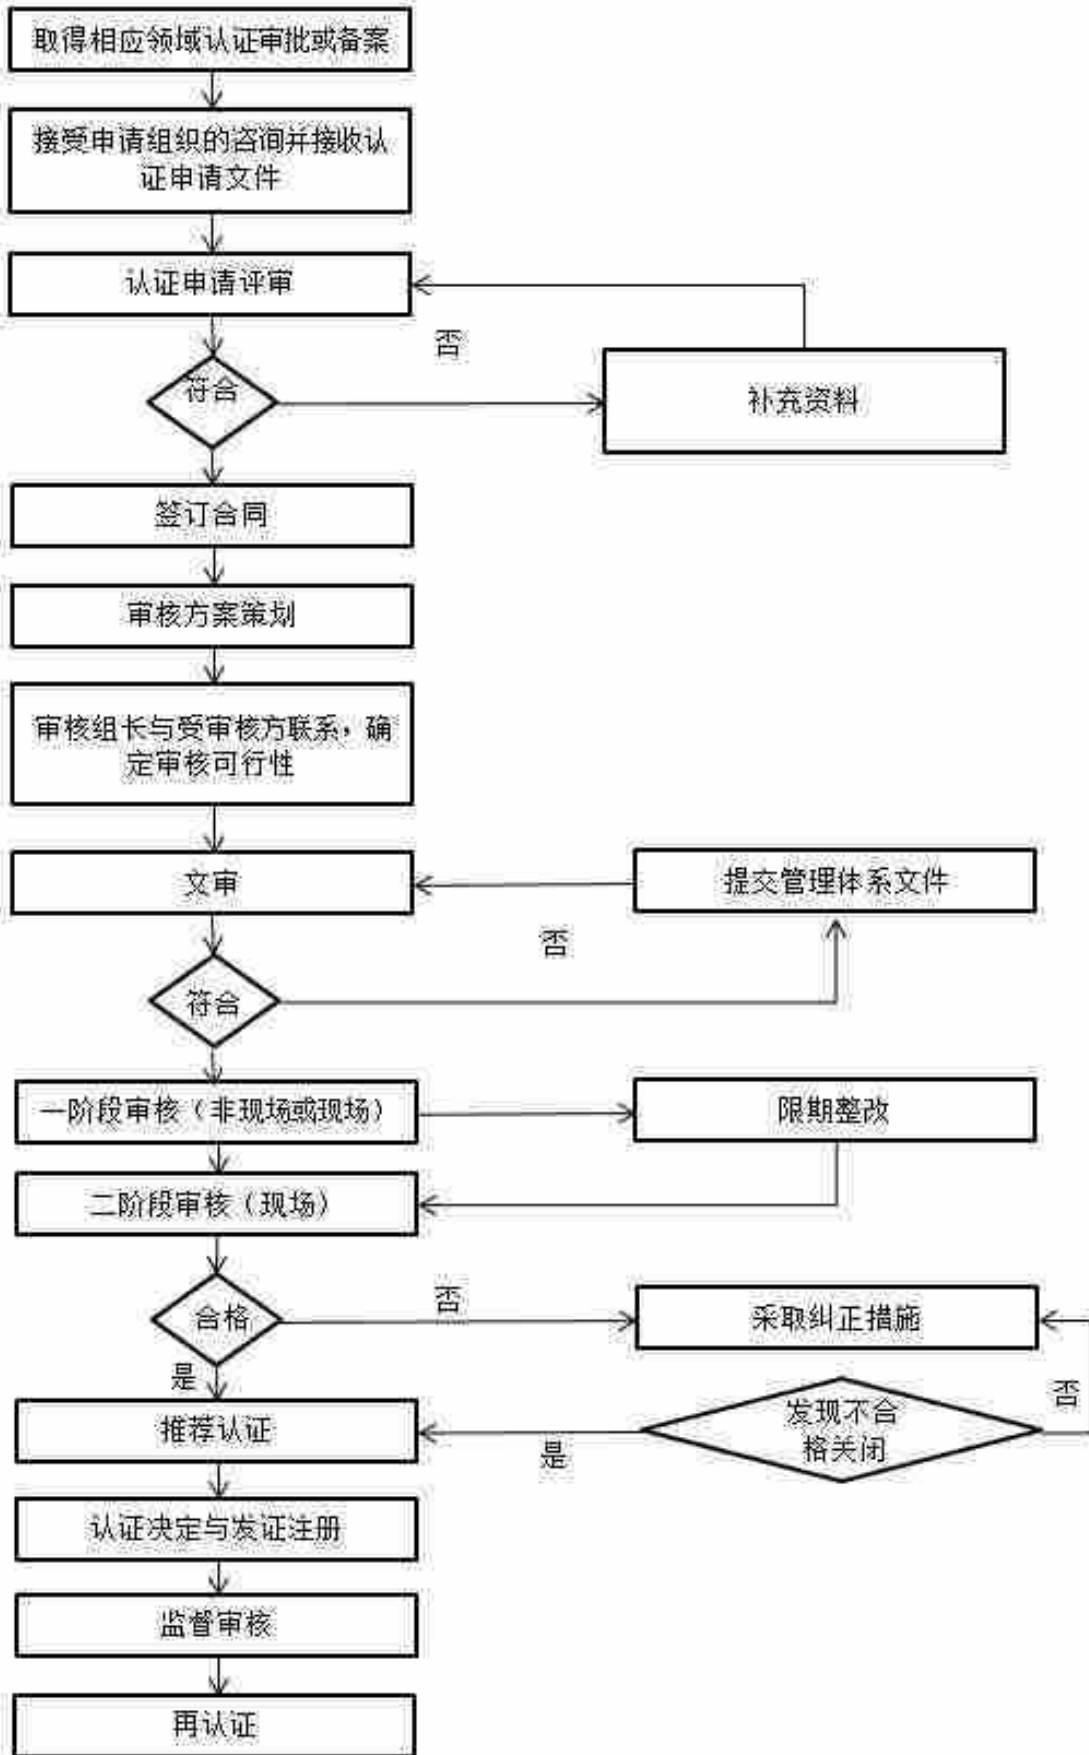 取得相应领域认证审批或备案
接受申请组织的咨询并接收认
证申请文件
认证申请评审
否
符合
补充资料
签订合同
审核方案策划
审核组长与受审核方联系，确
定审核可行性
文审
提交管理体系文件
否
符合
一阶段审核（非现场或现场）
限期整改
二阶段审核（现场）
否
合格
采取纠正措施
是
否
发现不合
格关闭
推荐认证
是
认证决定与发证注册
监督审核
再认证